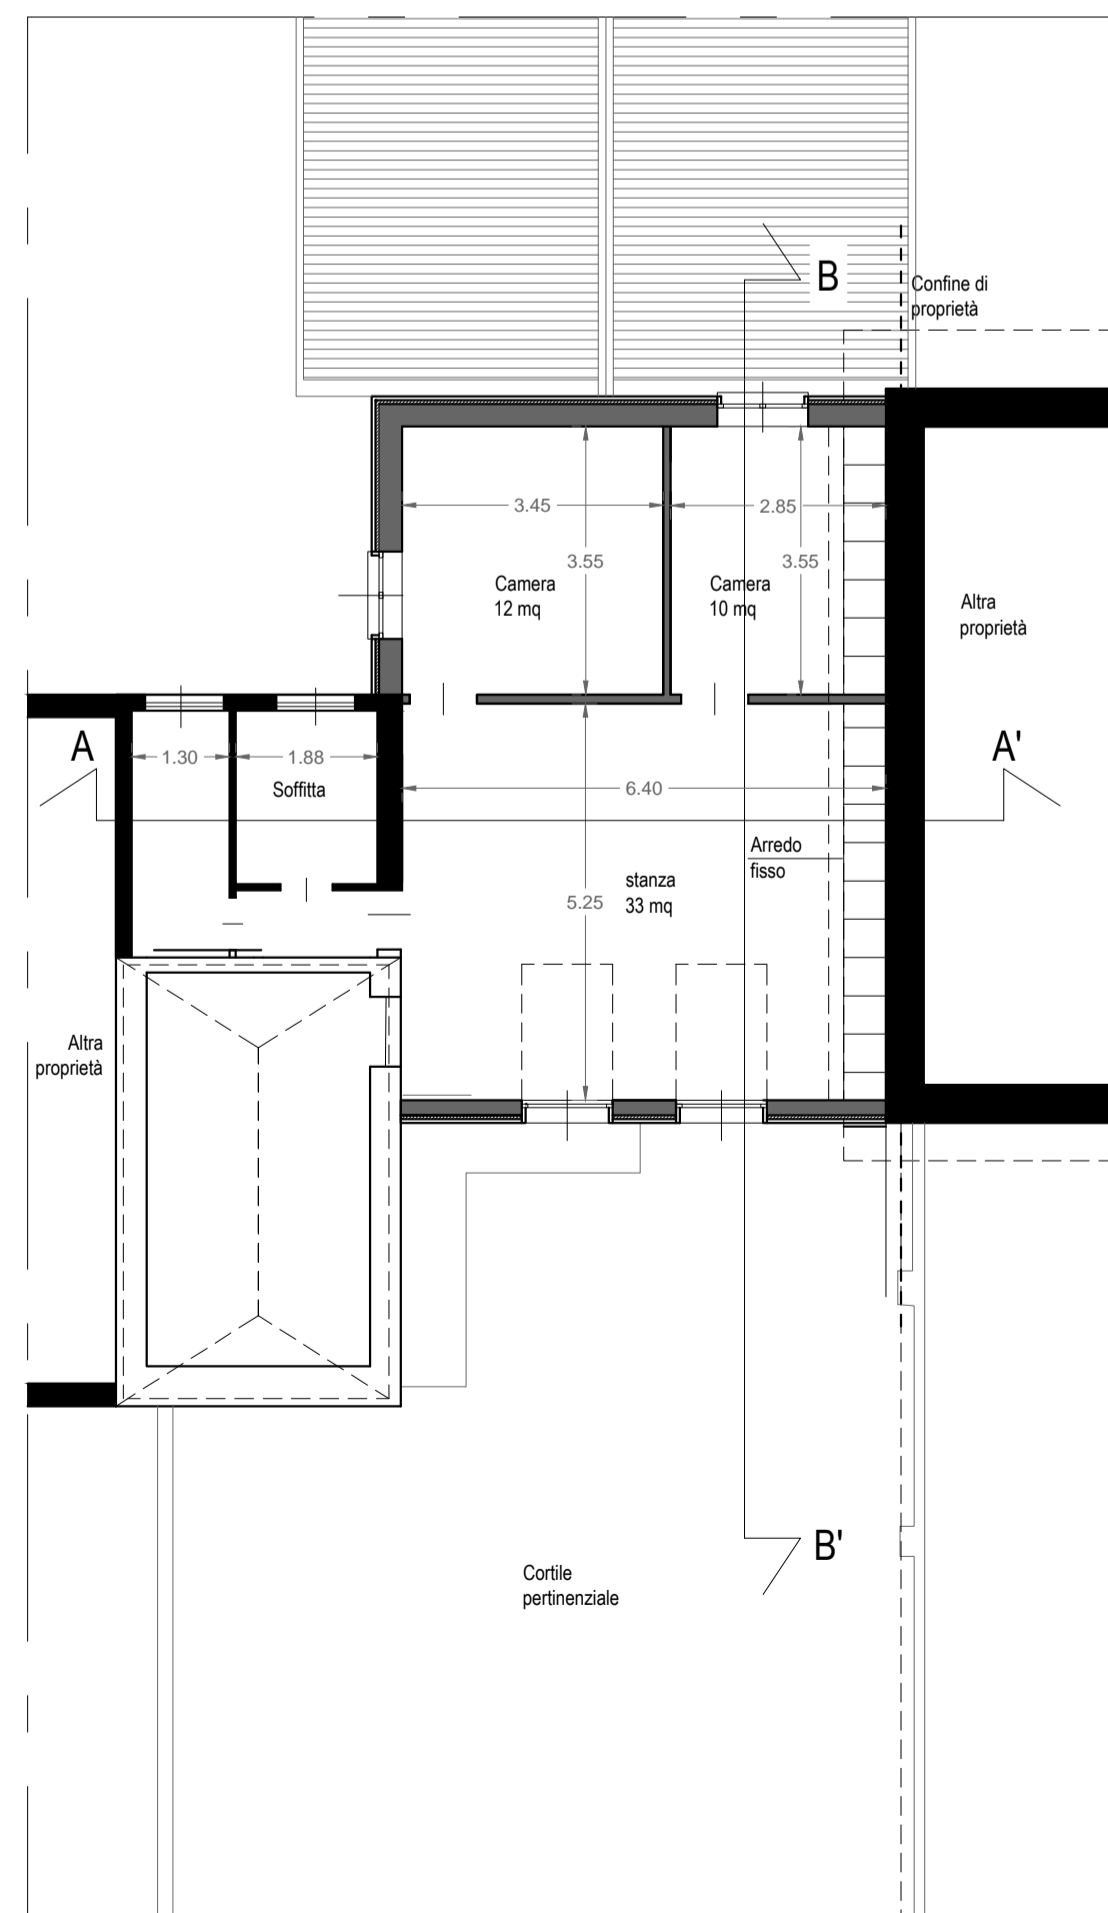 B
Confine di
proprietà
3.45
2.85
3.55
3.55
Camera
12 mq
Camera
10 mq
Altra
proprietà
A
A'
1.30
1.88
Soffitta
6.40
Arredo
fisso
stanza
33 mq
5.25
Altra
proprietà
B'
Cortile
pertinenziale